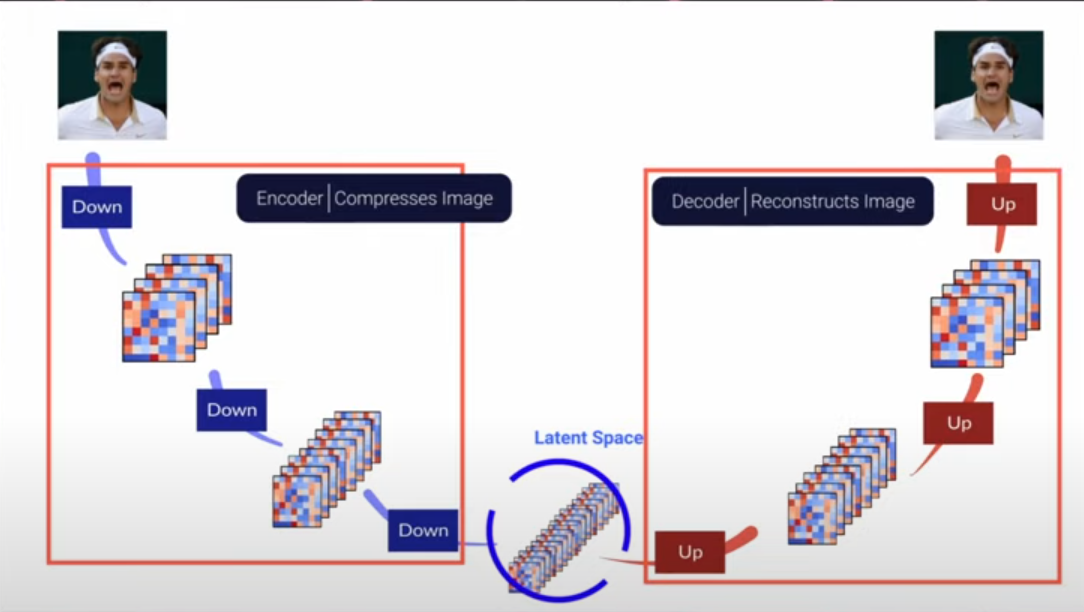 Encoder|Compresses Image
Decoder|Reconstructs Image
Down
Up
Down
Up
Latent Space
Down
Up